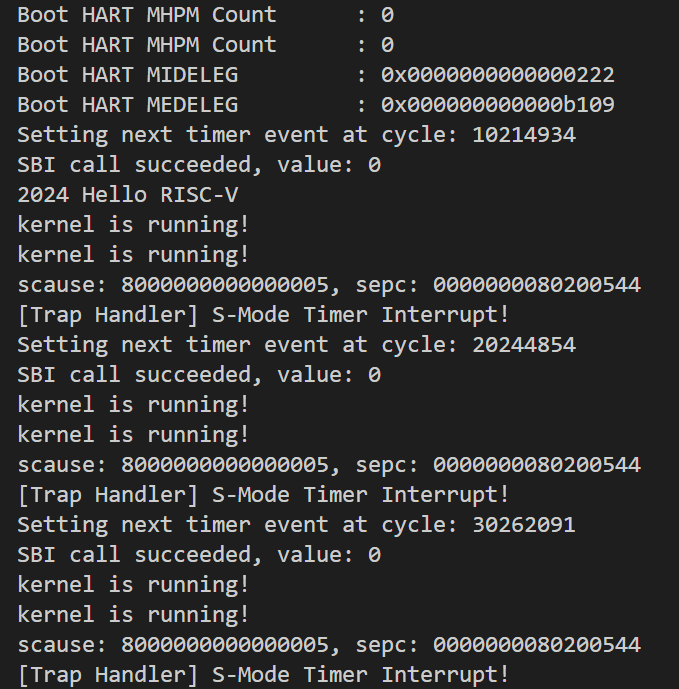 Boot HART MHPM Count      : 0
Boot HART MHPM Count      : 0
Boot HART MIDELEG         : 0x0000000000000222
Boot HART MEDELEG         : 0x000000000000b109
Setting next timer event at cycle: 10214934
SBI call succeeded, value: 0
2024 Hello RISC-V
kernel is running!
kernel is running!
scause: 8000000000000005, sepc: 0000000080200544
[Trap Handler] S-Mode Timer Interrupt!
Setting next timer event at cycle: 20244854
SBI call succeeded, value: 0
kernel is running!
kernel is running!
scause: 8000000000000005, sepc: 0000000080200544
[Trap Handler] S-Mode Timer Interrupt!
Setting next timer event at cycle: 30262091
SBI call succeeded, value: 0
kernel is running!
kernel is running!
scause: 8000000000000005, sepc: 0000000080200544
[Trap Handler] S-Mode Timer Interrupt!